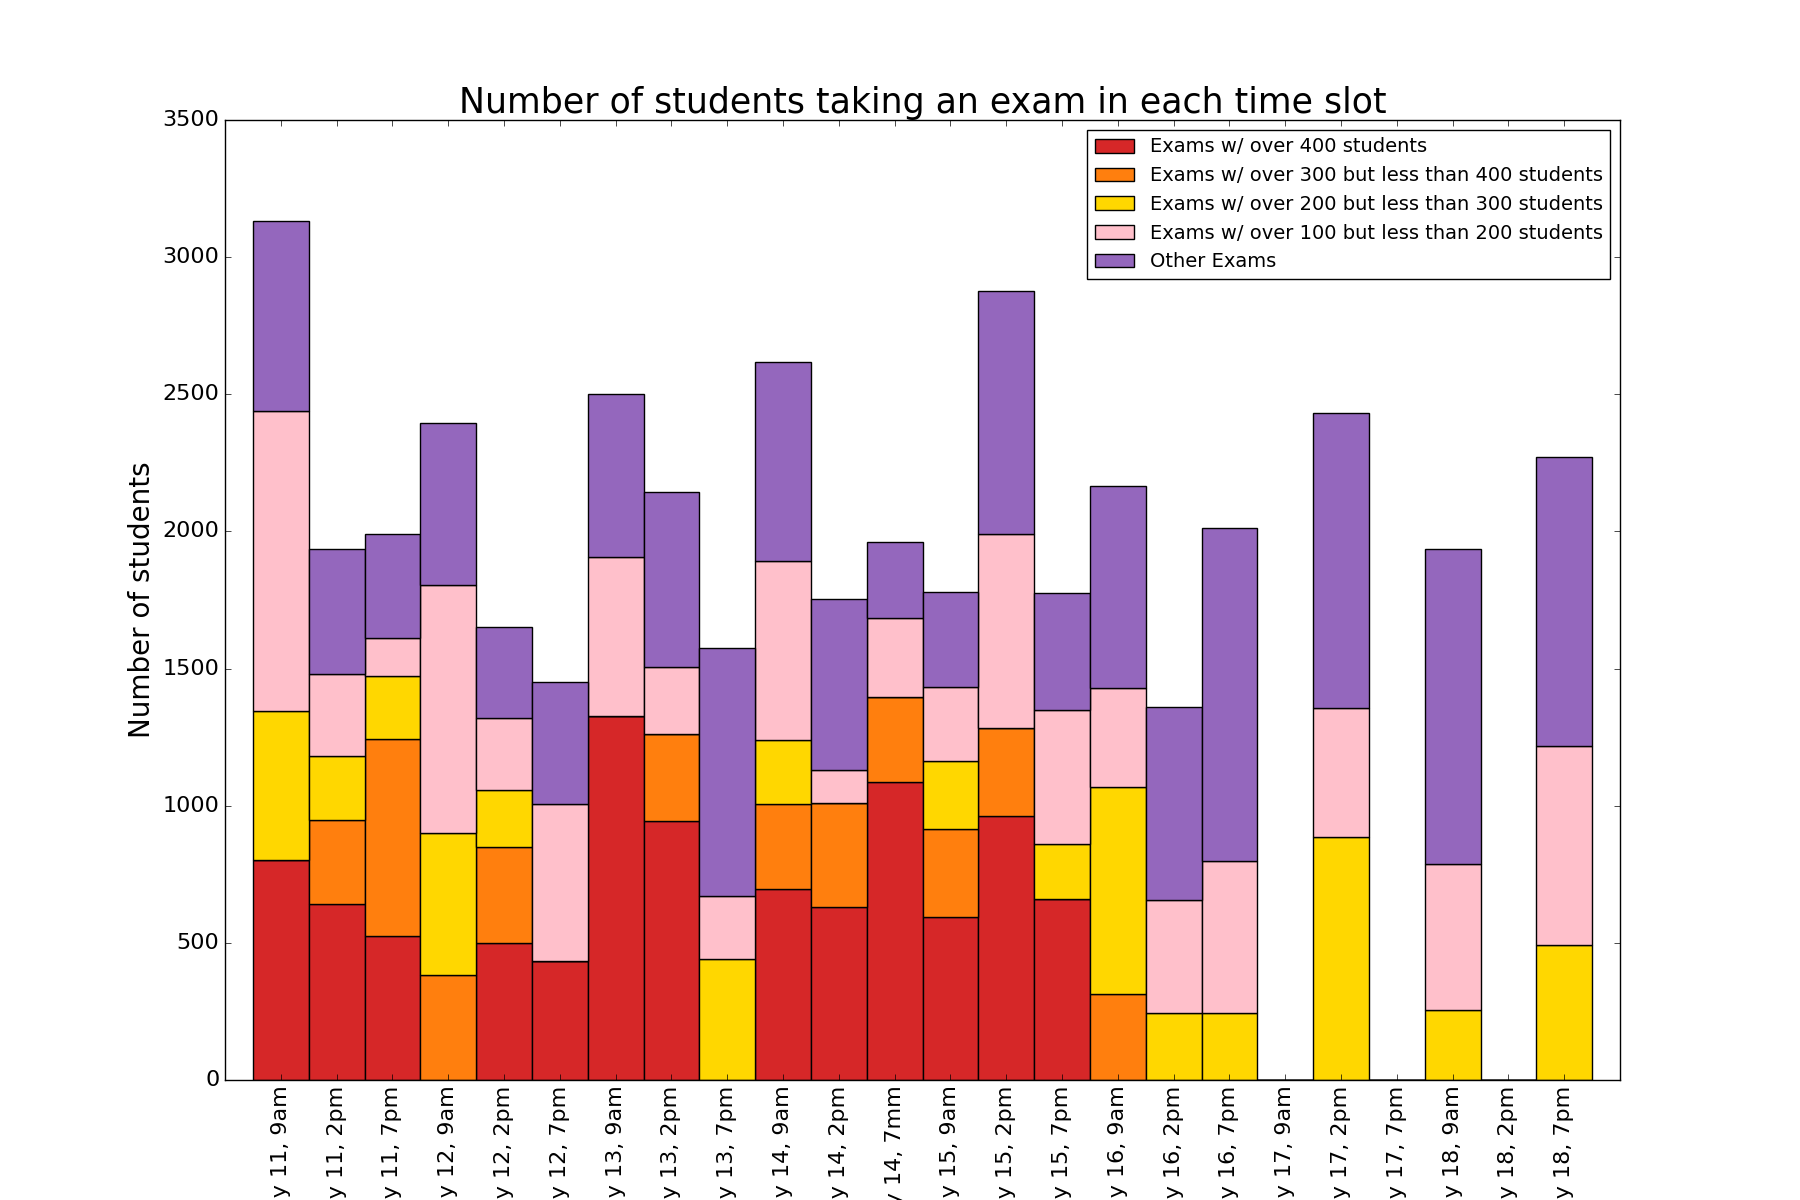 Number of students taking an exam in each time slot
Exams w/ over 400 students
Exams w/ over 300 but less than 400 students
Exams w/ over 200 but less than 300 students
Exams w/ over 100 but less than 200 students
Other Exams
Number of students
3500
3000
2500
2000
1500
1000
500
0
y 11, 9am
y 11, 2pm
y 11, 7pm
y 12, 9am
y 12, 2pm
y 12, 7pm
y 13, 9am
y 13, 2pm
y 13, 7pm
y 14, 9am
y 14, 2pm
y 14, 7mm
y 15, 9am
y 15, 2pm
y 15, 7pm
y 16, 9am
y 16, 2pm
y 16, 7pm
y 17, 9am
y 17, 2pm
y 17, 7pm
y 18, 9am
y 18, 2pm
y 18, 7pm